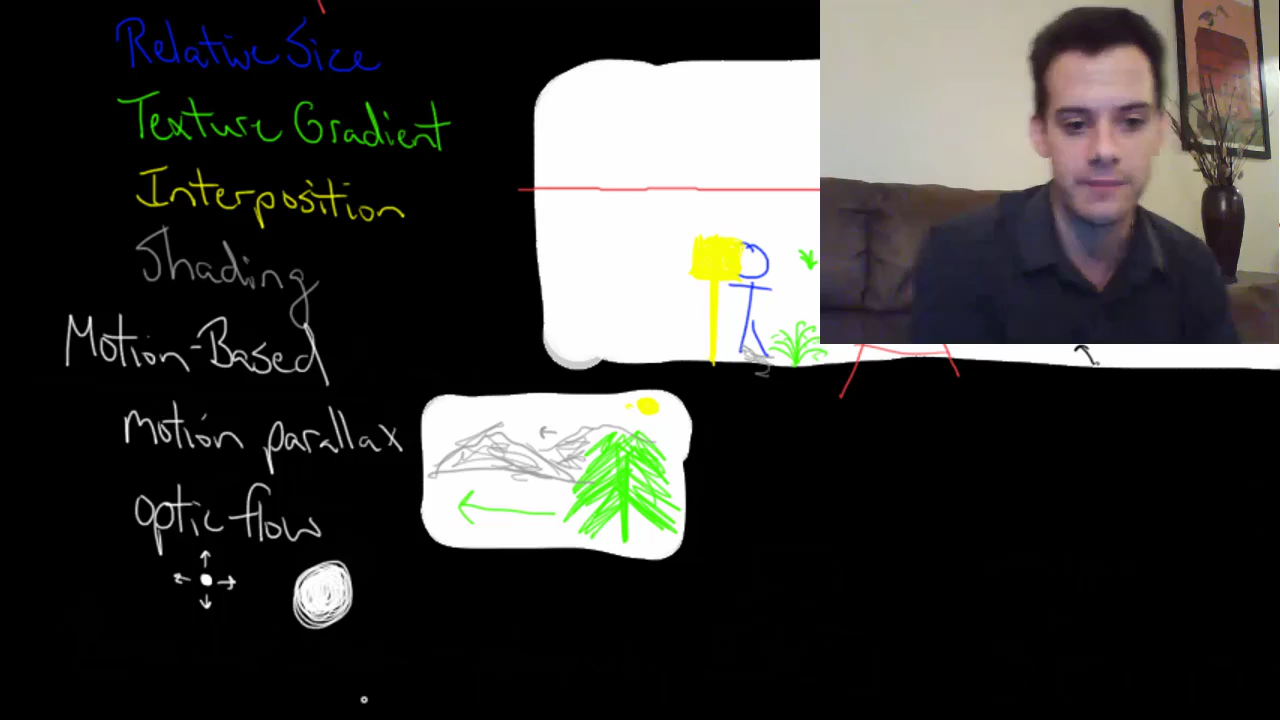 Relative Size
Texture Gradient
Interposition
Shading
Motion-Based
motion parallax
optic flow